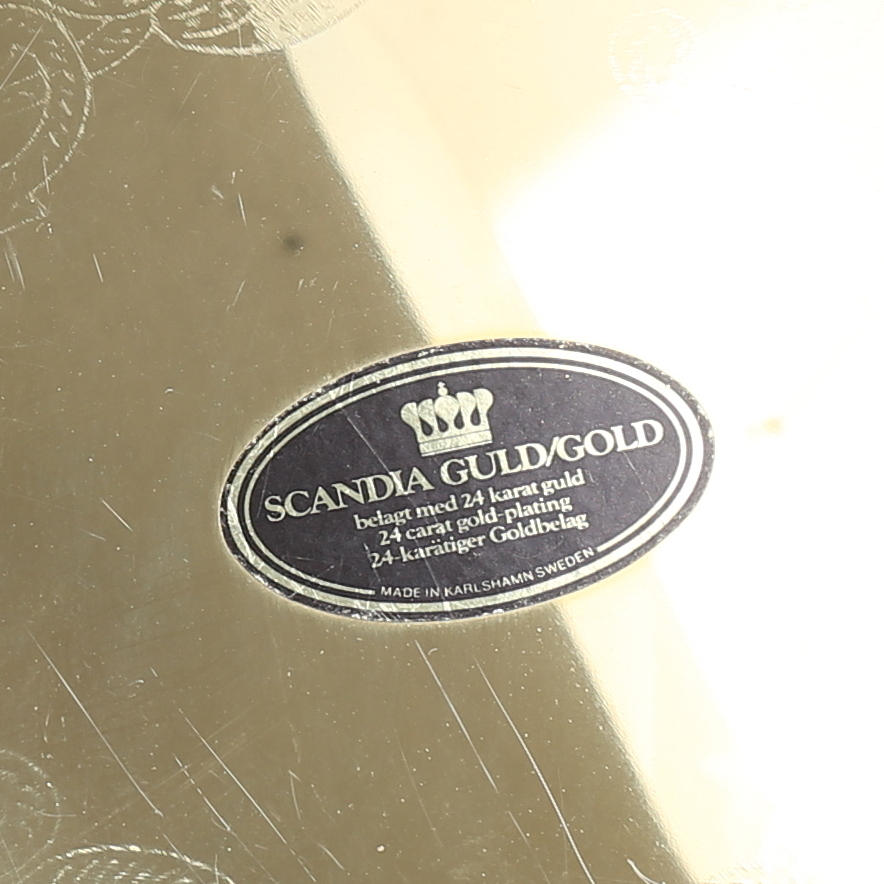 SCANDIA GULD/GOLD
belagt med 24 karat guld
24 carat gold-plating
24-karätiger Goldbelag
MADE IN KARLSHAMN SWEDEN